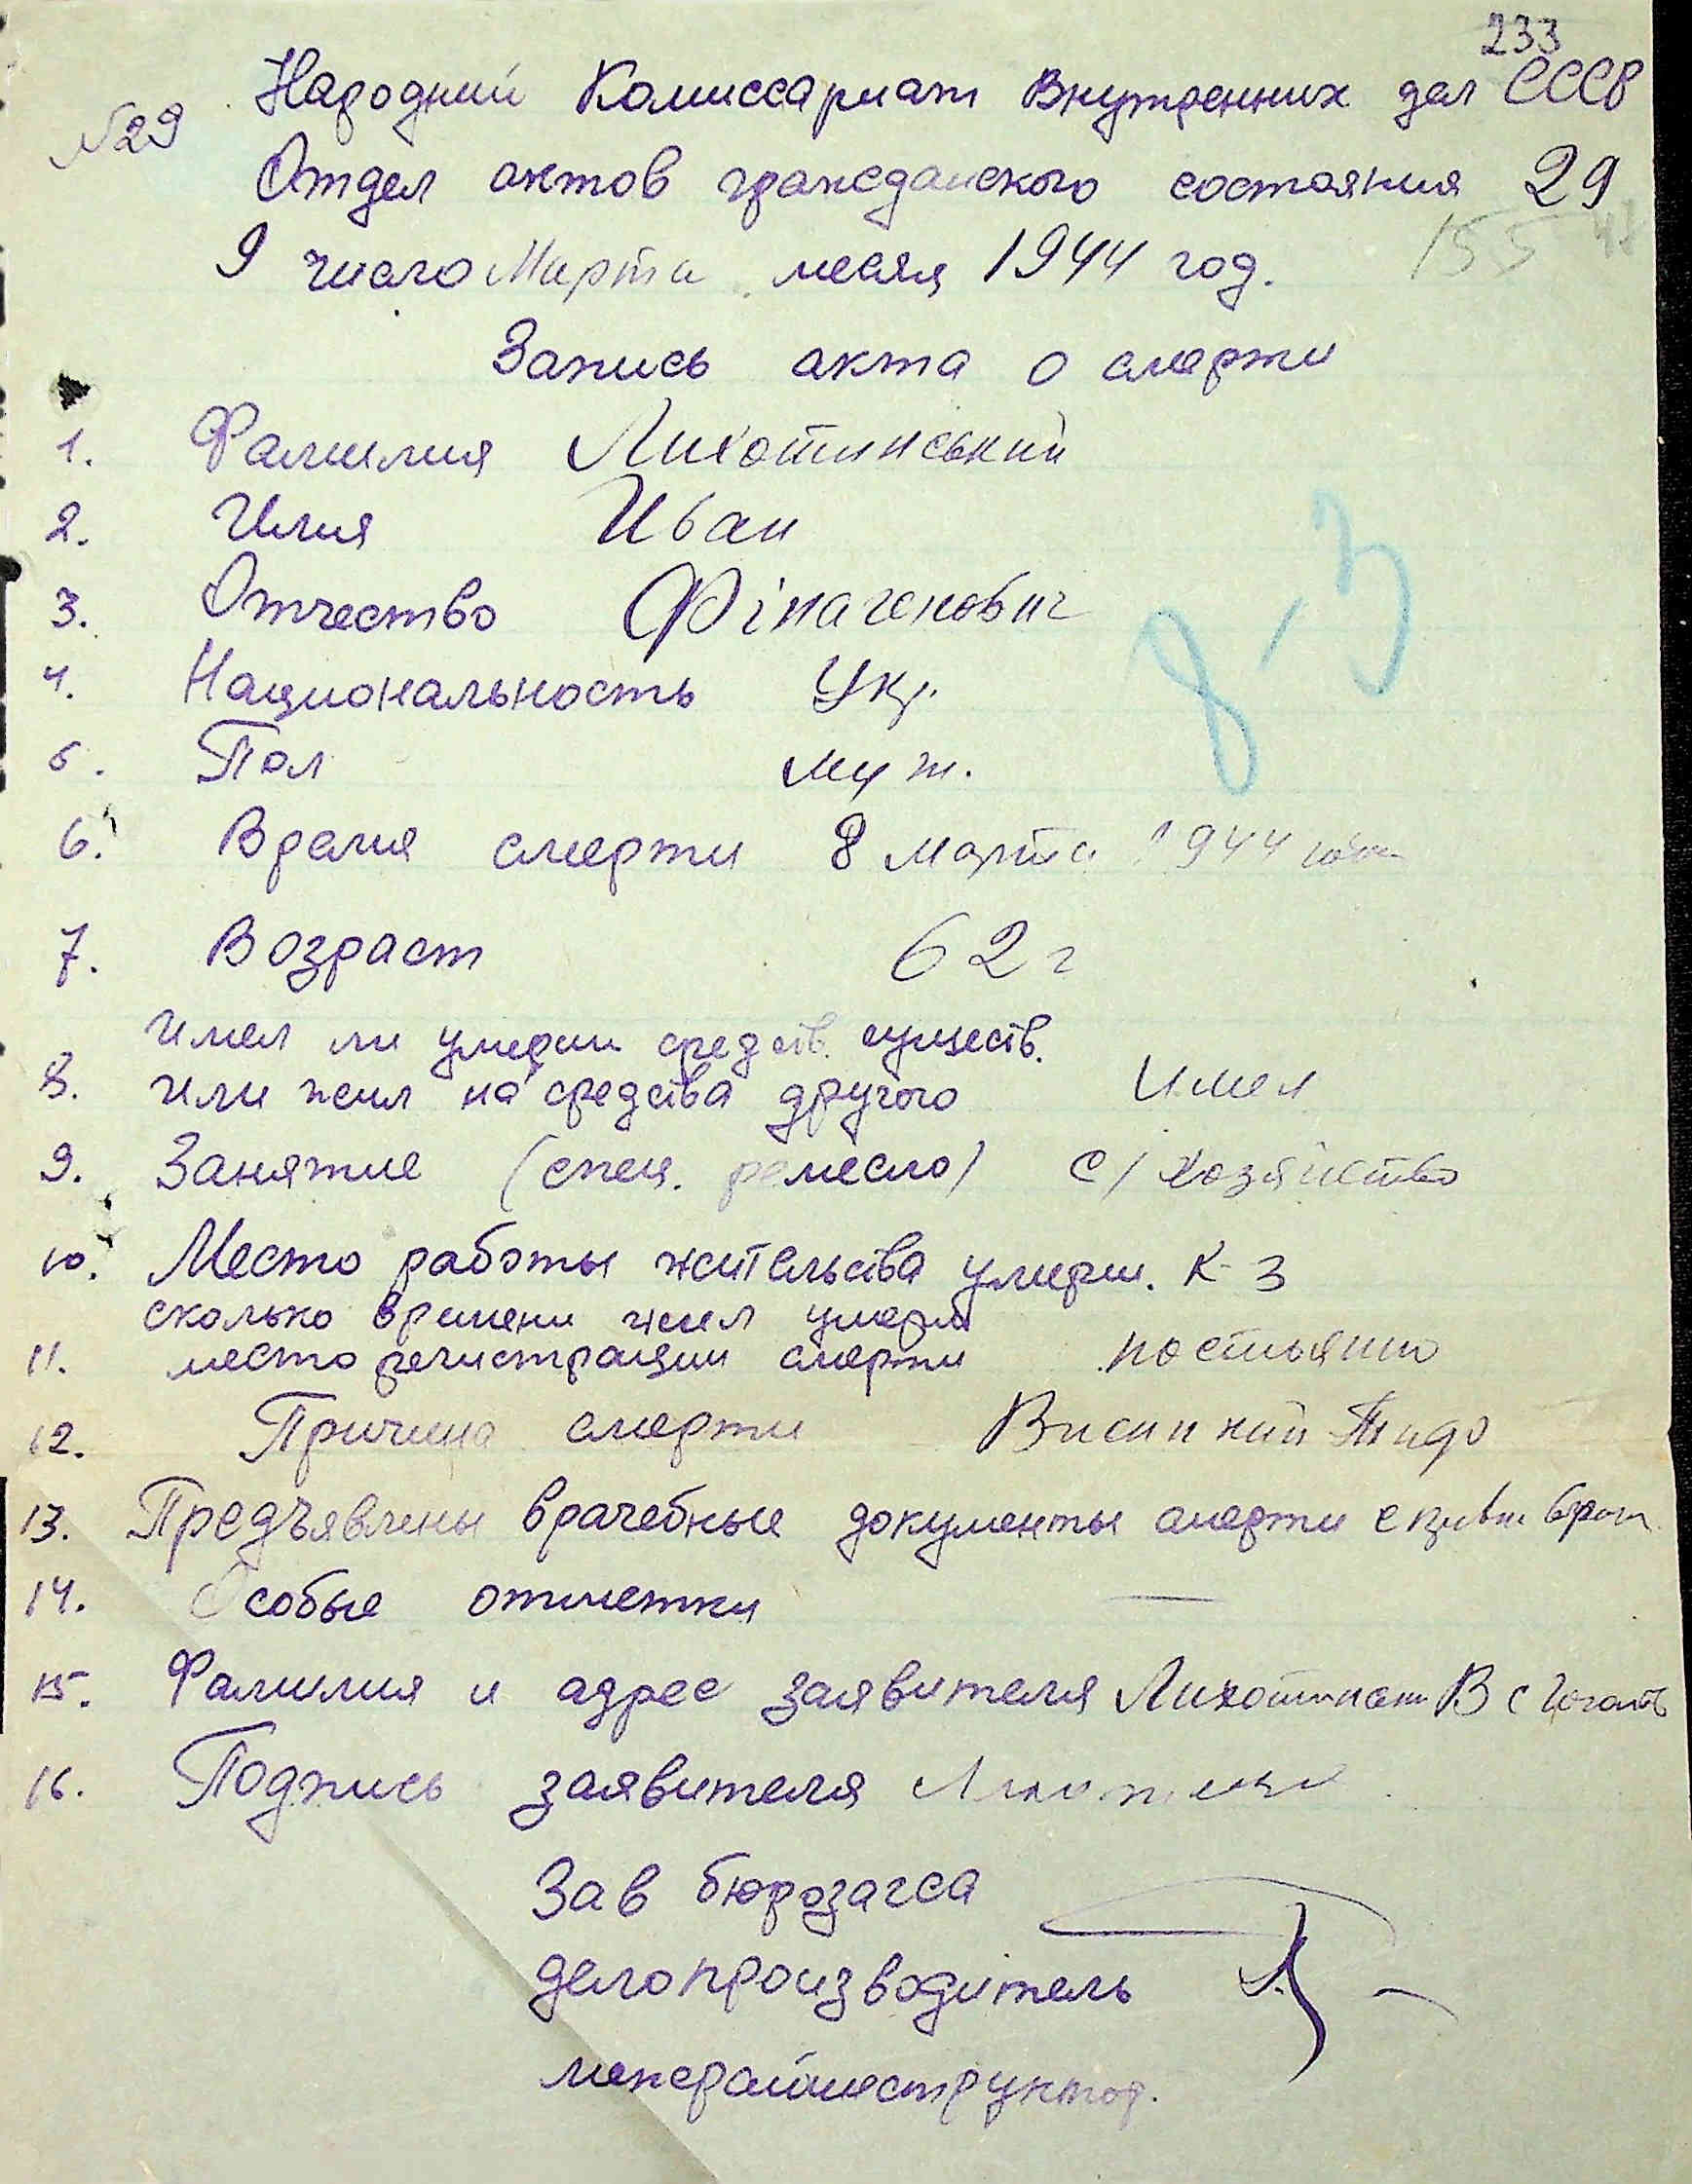 233
№29 Народний Комиссариат Внутренних дел СССР
Отдел актов гражданского состояния 29
155
9 число Марта месяц 1944 год.
Запись акта о смерти
1. Фамилия Лихотинський
2. Имя Иван
3. Отчество
4. Национальность Укр.
5. Пол муж.
8-3
6. Время смерти 8 марта 1944
7. Возраст 62 г
имел ли умерш средств. существ.
8. или жил на средства другого имел
9. Занятие (спец. ремесло) с/хозяйство
10. Место работы жительства умерш. К-З
сколько времени жил умерш
11. место регистрации смерти постьянно
12. Причина смерти
13. Предъявлены врачебные документы смерти
14. Особые отметки —
15. Фамилия и адрес заявителя В с
16. Подпись заявителя
Зав бюрозагса
делопроизводитель
межрайинструктор.